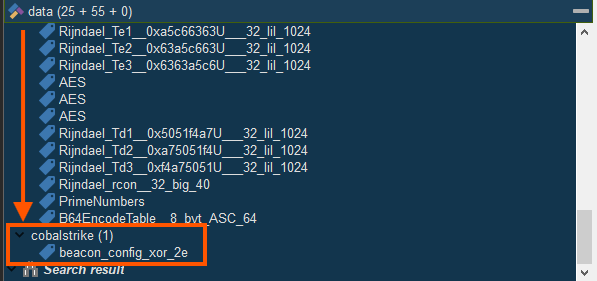 data (25 + 55 + 0)
Rijndael_Te1__0xa5c66363U___32_lil_1024
Rijndael_Te2__0x63a5c663U___32_lil_1024
Rijndael_Te3__0x6363a5c6U___32_lil_1024
AES
AES
AES
Rijndael_Td1__0x5051f4a7U___32_lil_1024
Rijndael_Td2__0xa75051f4U___32_lil_1024
Rijndael_Td3__0xf4a75051U___32_lil_1024
Rijndael_rcon__32_big_40
PrimeNumbers
B64EncodeTable__8_byt_ASC_64
cobalstrike (1)
beacon_config_xor_2e
Search result